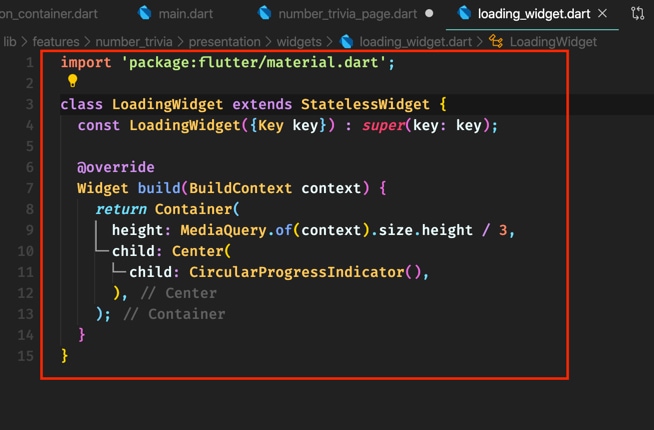 on_container.dart main.dart number_trivia_page.dart loading_widget.dart
lib > features > number_trivia > presentation > widgets > loading_widget.dart > LoadingWidget
1 import 'package:flutter/material.dart';
2
3 class LoadingWidget extends StatelessWidget {
4 const LoadingWidget({Key key}) : super(key: key);
5
6 @override
7 Widget build(BuildContext context) {
8 return Container(
9 height: MediaQuery.of(context).size.height / 3,
10 child: Center(
11 child: CircularProgressIndicator(),
12 ), // Center
13 ); // Container
14 }
15 }